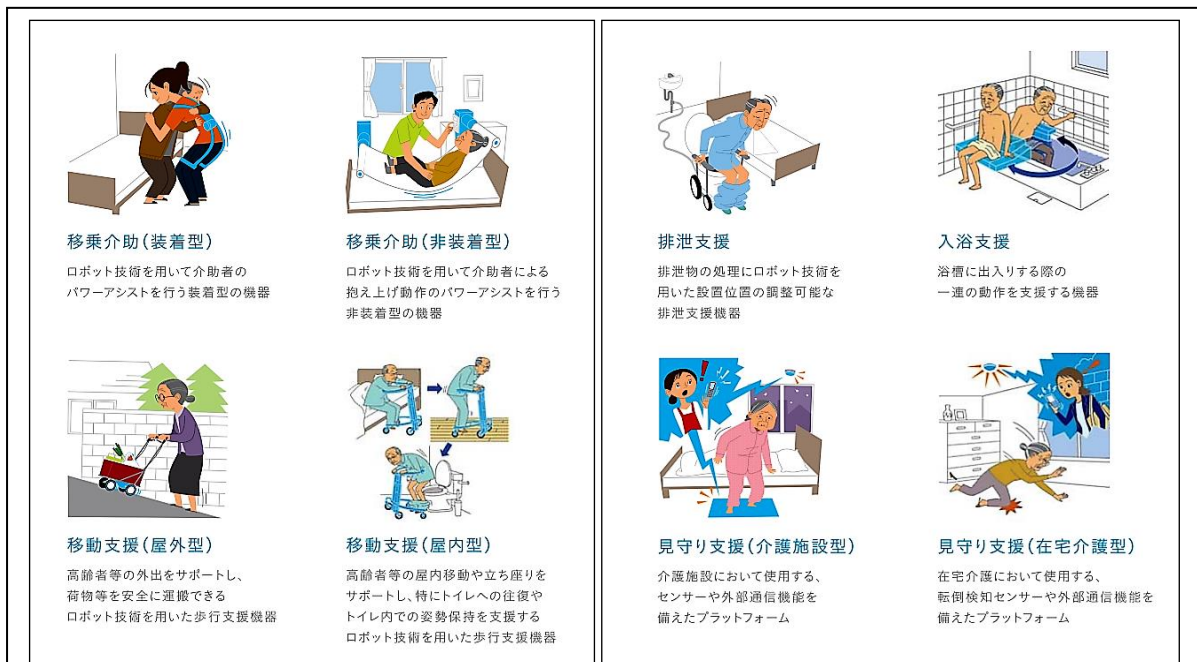 移乗介助(装着型)
ロボット技術を用いて介助者の
パワーアシストを行う装着型の機器
移乗介助(非装着型)
ロボット技術を用いて介助者による
抱え上げ動作のパワーアシストを行う
非装着型の機器
排泄支援
排泄物の処理にロボット技術を
用いた設置位置の調整可能な
排泄支援機器
入浴支援
浴槽に出入りする際の
一連の動作を支援する機器
移動支援(屋外型)
高齢者等の外出をサポートし、
荷物等を安全に運搬できる
ロボット技術を用いた歩行支援機器
移動支援(屋内型)
高齢者等の屋内移動や立ち座りを
サポートし、特にトイレへの往復や
トイレ内での姿勢保持を支援する
ロボット技術を用いた歩行支援機器
見守り支援(介護施設型)
介護施設において使用する、
センサーや外部通信機能を
備えたプラットフォーム
見守り支援(在宅介護型)
在宅介護において使用する、
転倒検知センサーや外部通信機能を
備えたプラットフォーム